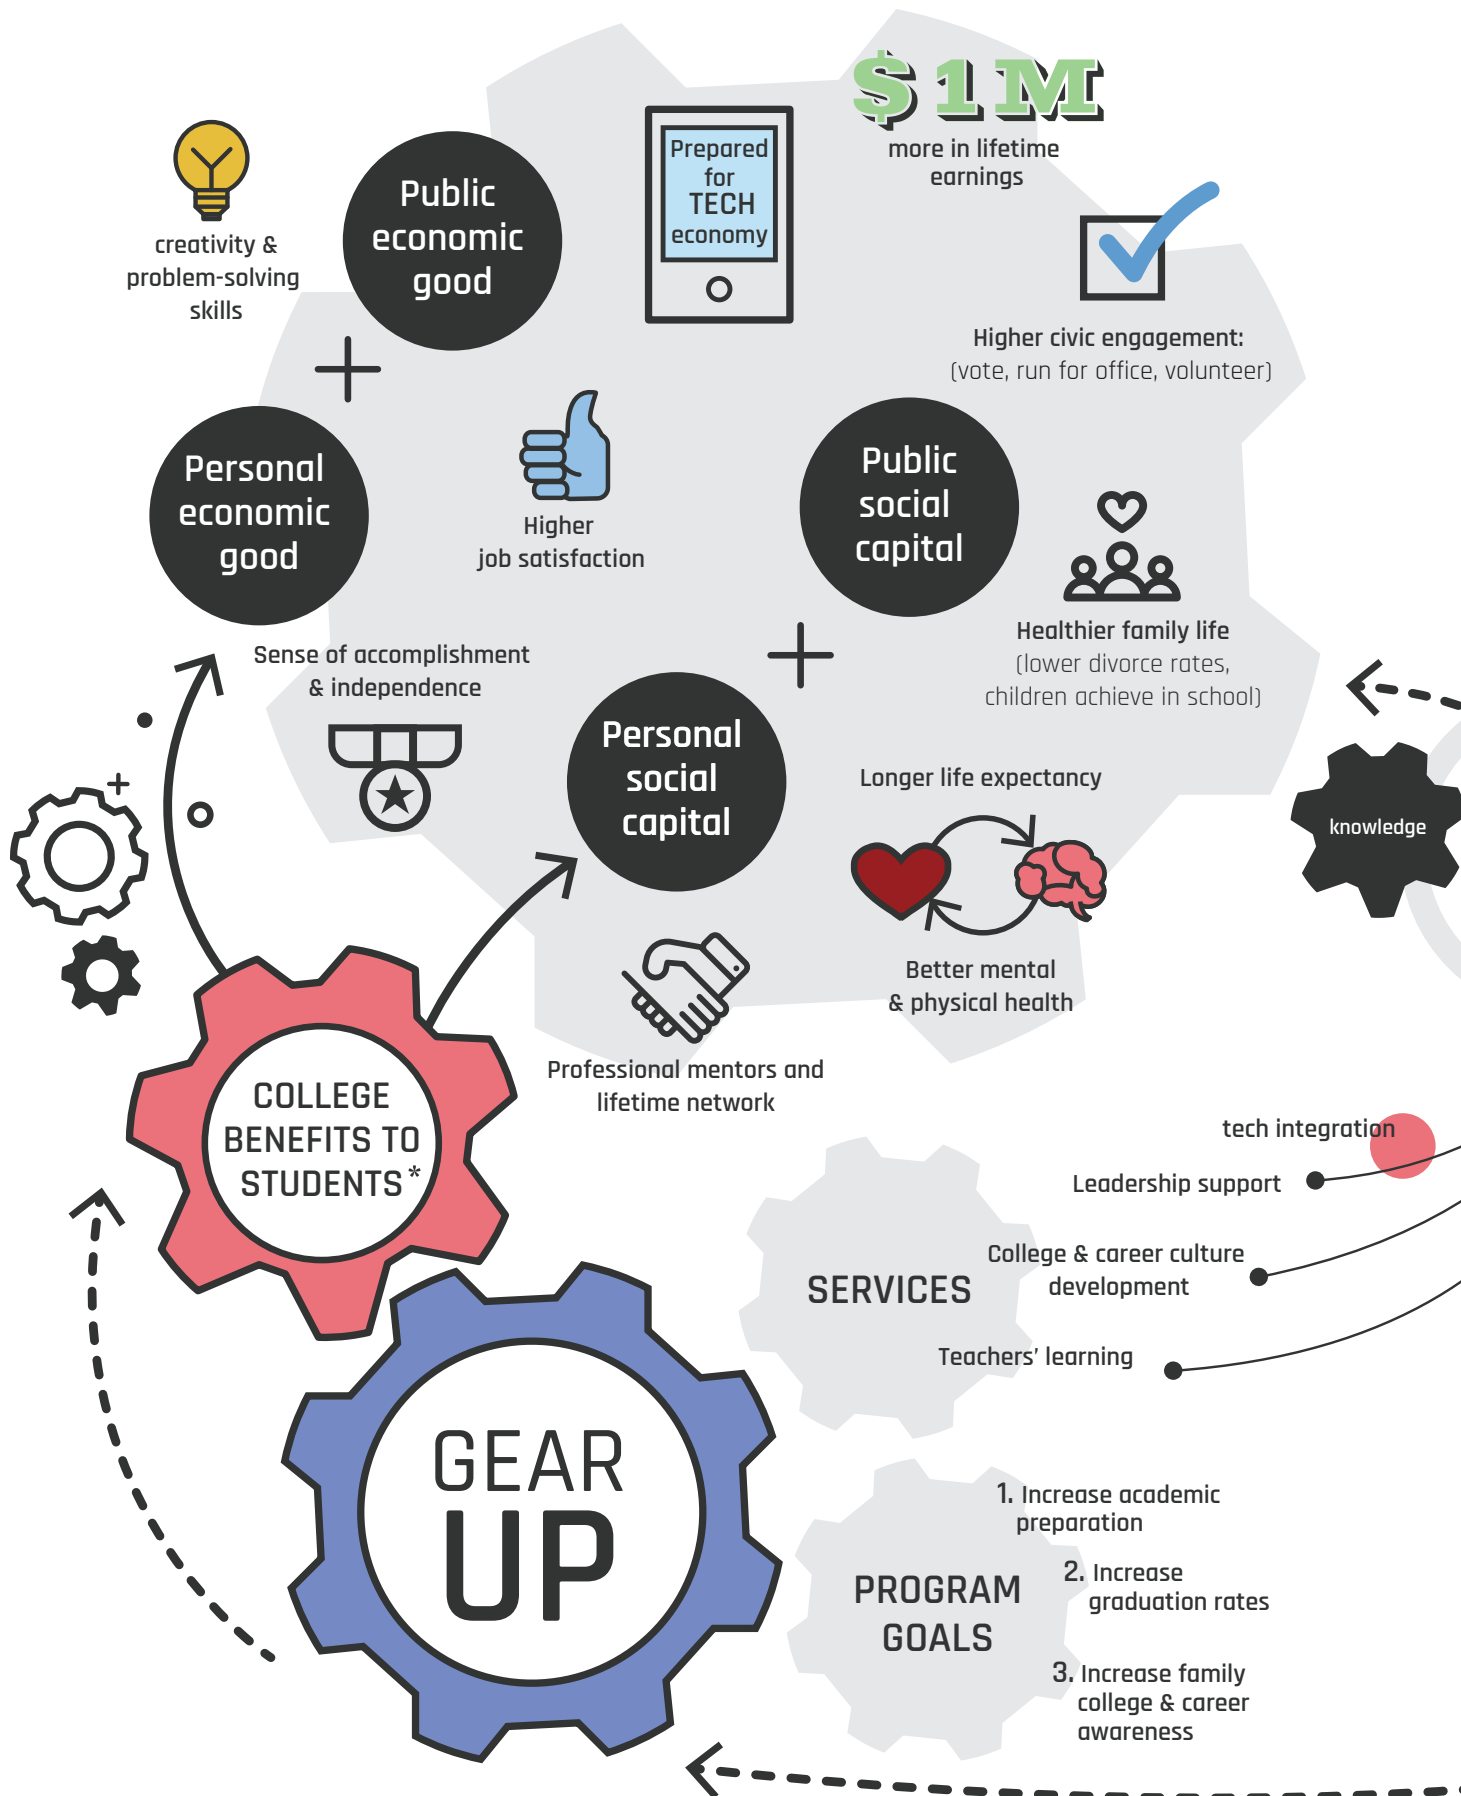 $1M
more in lifetime
earnings
Prepared
for
TECH
economy
Public
economic
good
creativity &
problem-solving
skills
Higher civic engagement:
(vote, run for office, volunteer)
Personal
economic
good
Higher
job satisfaction
Public
social
capital
Healthier family life
(lower divorce rates,
children achieve in school)
Sense of accomplishment
& independence
Personal
social
capital
Longer life expectancy
knowledge
Better mental
& physical health
Professional mentors and
lifetime network
COLLEGE
BENEFITS TO
STUDENTS*
tech integration
Leadership support
College & career culture
development
SERVICES
Teachers' learning
GEAR
UP
PROGRAM
GOALS
1. Increase academic
preparation
2. Increase
graduation rates
3. Increase family
college & career
awareness